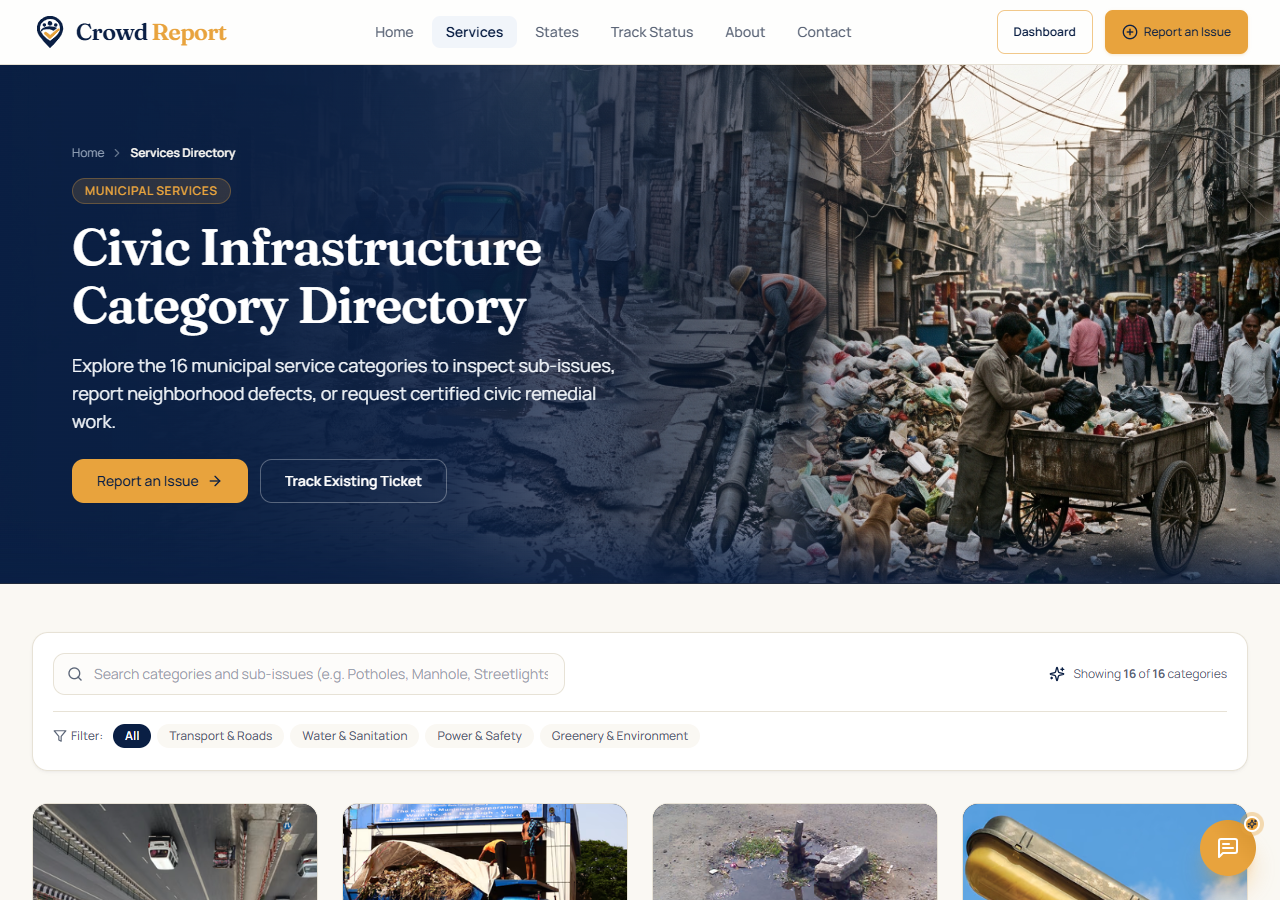 Crowd Report
Home
Services
States
Track Status
About
Contact
Dashboard
Report an Issue
Home
Services Directory
MUNICIPAL SERVICES
Civic Infrastructure
Category Directory
Explore the 16 municipal service categories to inspect sub-issues,
report neighborhood defects, or request certified civic remedial
work.
Report an Issue
Track Existing Ticket
Search categories and sub-issues (e.g. Potholes, Manhole, Streetlights
Showing 16 of 16 categories
Filter:
All
Transport & Roads
Water & Sanitation
Power & Safety
Greenery & Environment